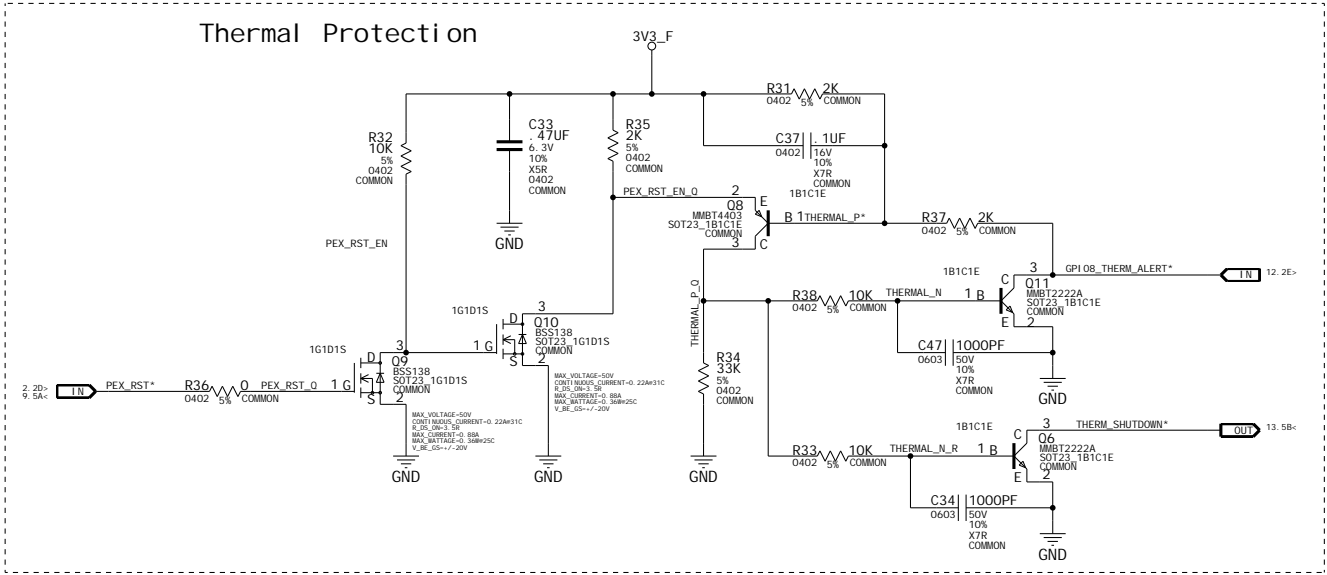 Thermal Protection
3V3_F
R31 2K
0402 5% COMMON
C37 .1UF
0402 16V
10%
X7R
COMMON
R32
10K
5%
0402
COMMON
C33
.47UF
6.3V
10%
X5R
0402
COMMON
GND
R35
2K
5%
0402
COMMON
PEX_RST_EN_Q
2
E
1B1C1E
Q8
MMBT4403
SOT23_1B1C1E
COMMON
3
C
B 1 THERMAL_P*
R37 2K
0402 5% COMMON
PEX_RST_EN
1B1C1E
C
3
GPIO8_THERM_ALERT*
IN
12.2E>
Q11
MMBT2222A
SOT23_1B1C1E
COMMON
E
2
THERMAL_P_Q
R38 10K
0402 5% COMMON
THERMAL_N
1 B
C47 1000PF
0603 50V
10%
X7R
COMMON
GND
1G1D1S
3
D
Q10
BSS138
SOT23_1G1D1S
COMMON
1 G
S
2
MAX_VOLTAGE=50V
CONTINUOUS_CURRENT=0.22A#31C
R_DS_ON=3.5R
MAX_CURRENT=0.88A
MAX_WATTAGE=0.36W#25C
V_BE_GS=+/-20V
GND
1G1D1S
3
D
Q9
BSS138
SOT23_1G1D1S
COMMON
2.2D>
9.5A<
IN
PEX_RST*
R36 0
0402 5% COMMON
PEX_RST_Q
1 G
S
2
MAX_VOLTAGE=50V
CONTINUOUS_CURRENT=0.22A#31C
R_DS_ON=3.5R
MAX_CURRENT=0.88A
MAX_WATTAGE=0.36W#25C
V_BE_GS=+/-20V
GND
R34
33K
5%
0402
COMMON
GND
1B1C1E
C
3
THERM_SHUTDOWN*
OUT
13.5B<
Q6
MMBT2222A
SOT23_1B1C1E
COMMON
R33 10K
0402 5% COMMON
THERMAL_N_R
1 B
E
2
C34 1000PF
0603 50V
10%
X7R
COMMON
GND